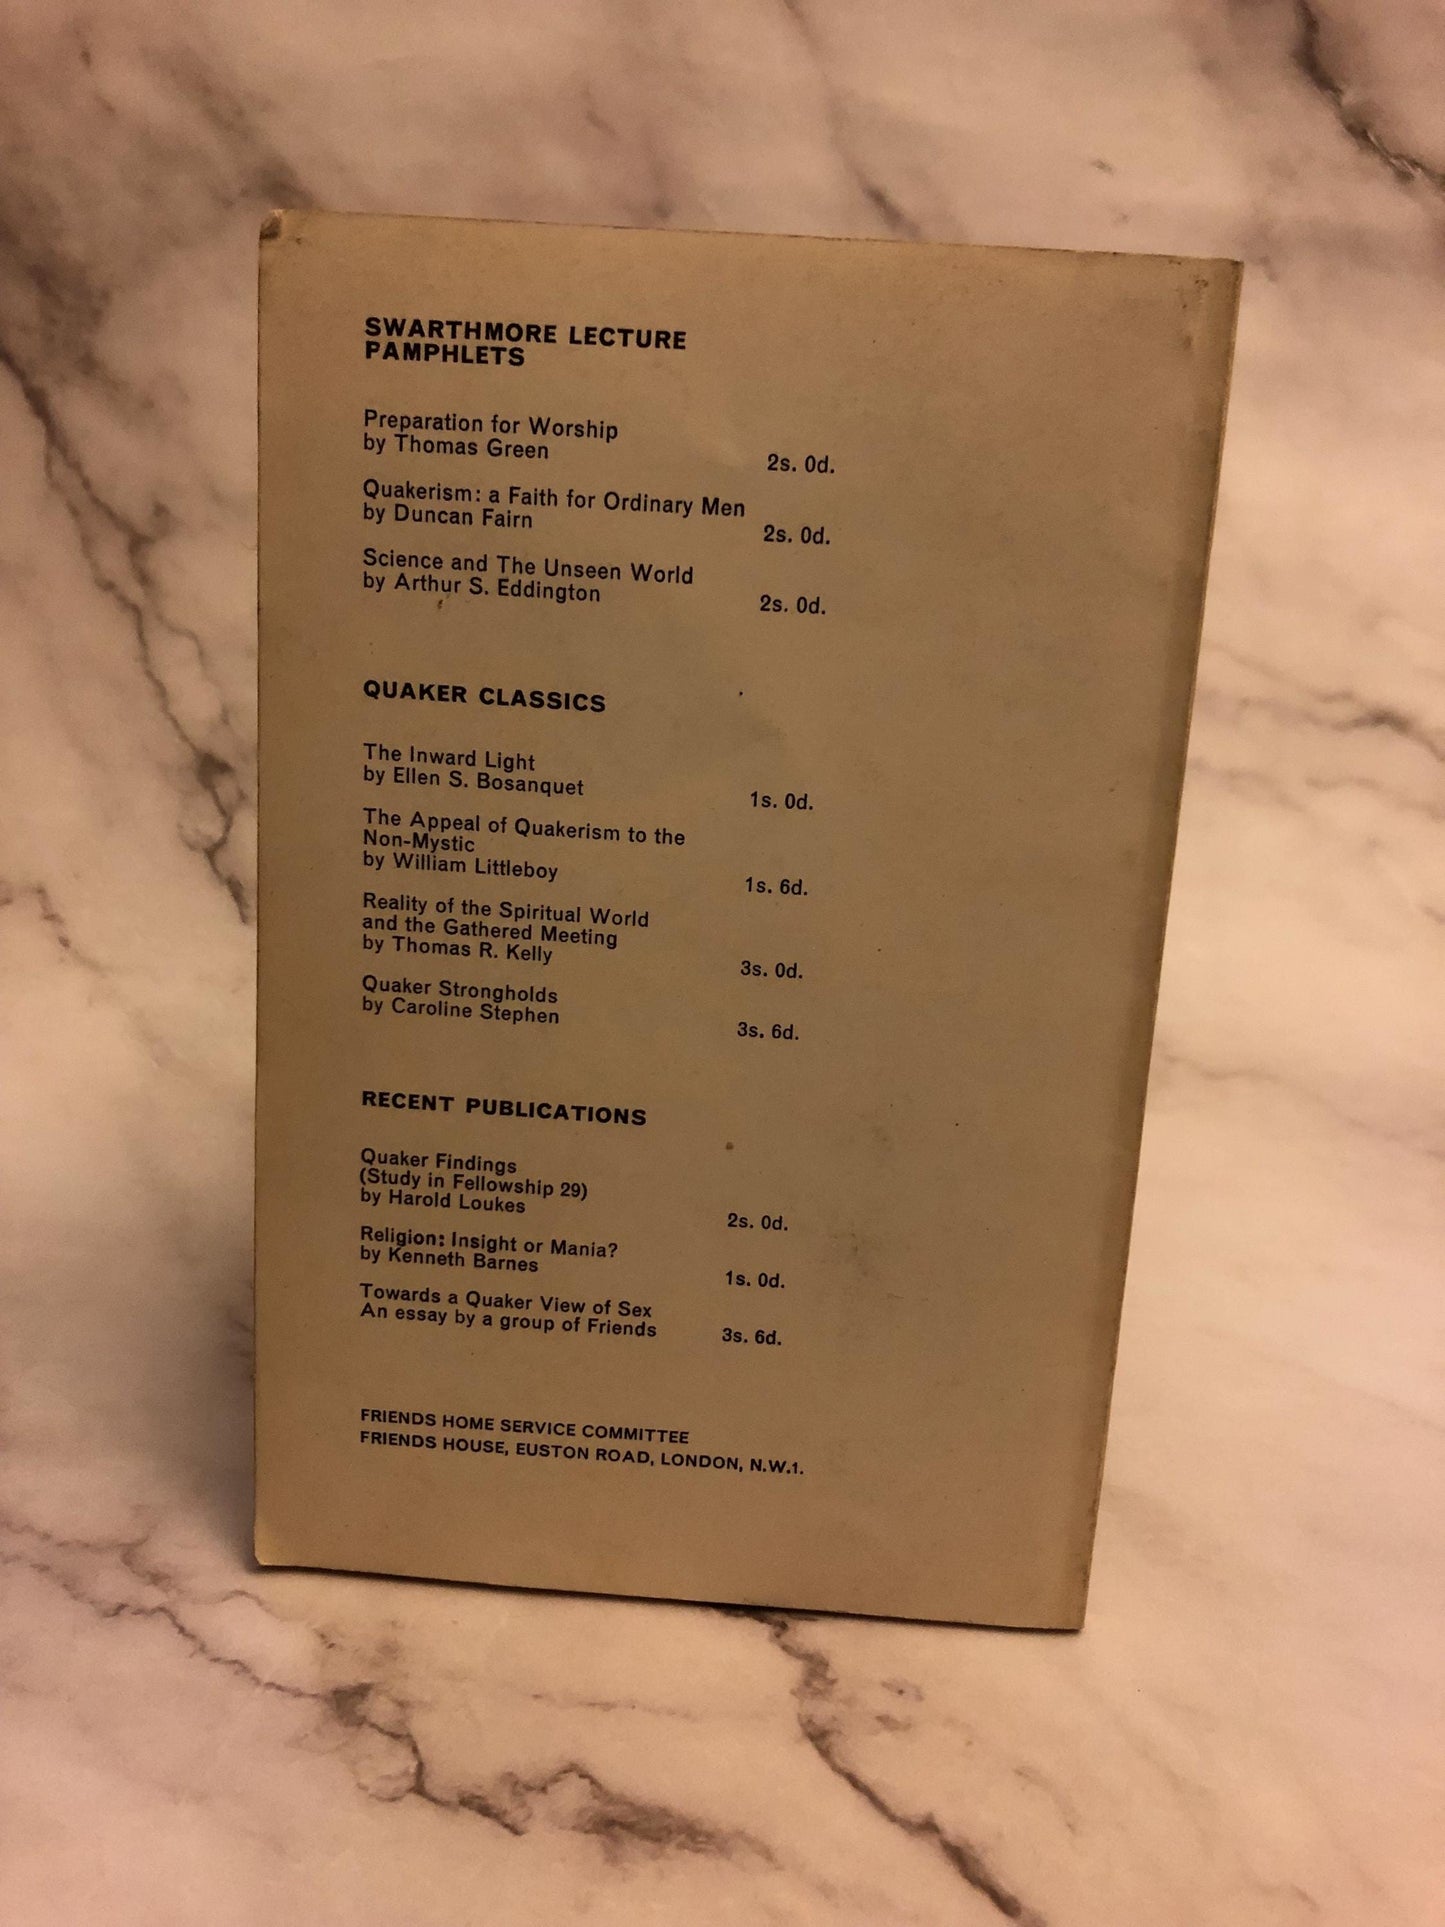 SWARTHMORE LECTURE
PAMPHLETS
Preparation for Worship
by Thomas Green
2s. 0d.
Quakerism: a Faith for Ordinary Men
by Duncan Fairn
2s. 0d.
Science and The Unseen World
by Arthur S. Eddington
2s. 0d.
QUAKER CLASSICS
The Inward Light
by Ellen S. Bosanquet
1s. 0d.
The Appeal of Quakerism to the
Non-Mystic
by William Littleboy
1s. 6d.
Reality of the Spiritual World
and the Gathered Meeting
by Thomas R. Kelly
3s. 0d.
Quaker Strongholds
by Caroline Stephen
3s. 6d.
RECENT PUBLICATIONS
Quaker Findings
(Study in Fellowship 29)
by Harold Loukes
2s. 0d.
Religion: Insight or Mania?
by Kenneth Barnes
1s. 0d.
Towards a Quaker View of Sex
An essay by a group of Friends
3s. 6d.
FRIENDS HOME SERVICE COMMITTEE
FRIENDS HOUSE, EUSTON ROAD, LONDON, N.W.1.